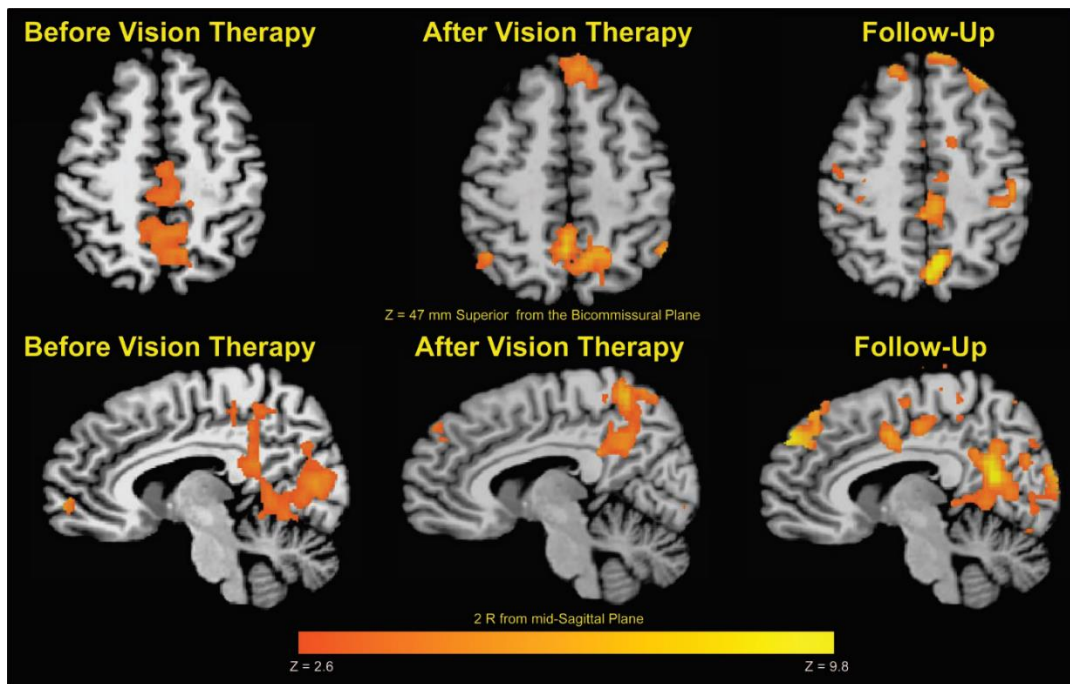 Before Vision Therapy
After Vision Therapy
Follow-Up
Z = 47 mm Superior from the Bicommissural Plane
Before Vision Therapy
After Vision Therapy
Follow-Up
2 R from mid-Sagittal Plane
Z = 2.6
Z = 9.8